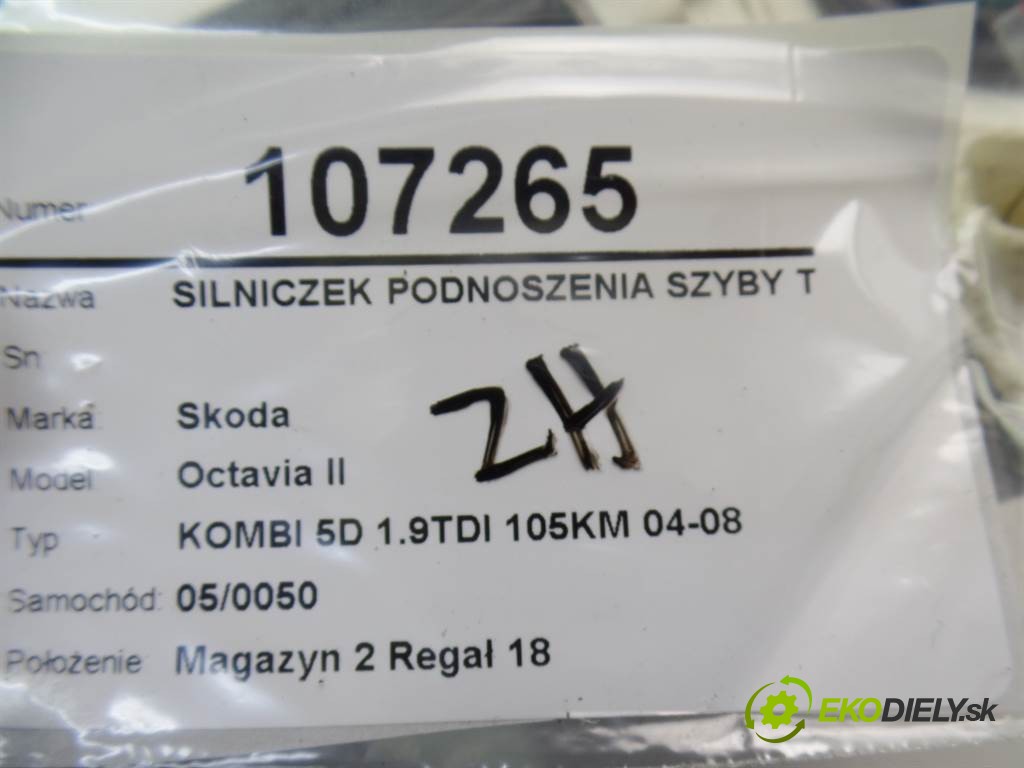 Numer 107265
Nazwa SILNICZEK PODNOSZENIA SZYBY T
Sn
Marka: Skoda
ZH
Model Octavia II
Typ KOMBI 5D 1.9TDI 105KM 04-08
Samochód: 05/0050
Położenie Magazyn 2 Regał 18
EKODIELY.sk